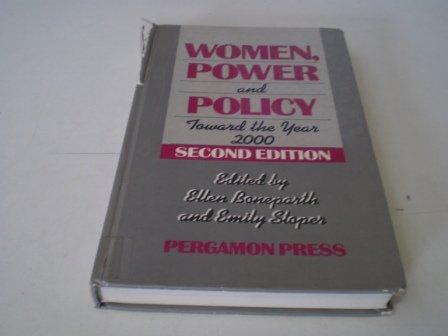 WOMEN,
POWER
and
POLICY
Toward the Year
2000
SECOND EDITION
Edited by
Ellen Boneparth
and Emily Stoper
PERGAMON PRESS